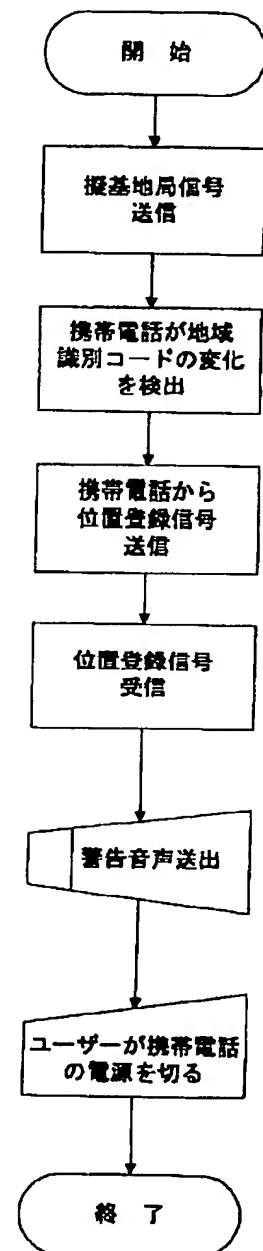 開 始
擬基地局信号
送信
携帯電話が地域
識別コードの変化
を検出
携帯電話から
位置登録信号
送信
位置登録信号
受信
警告音声送出
ユーザーが携帯電話
の電源を切る
終 了